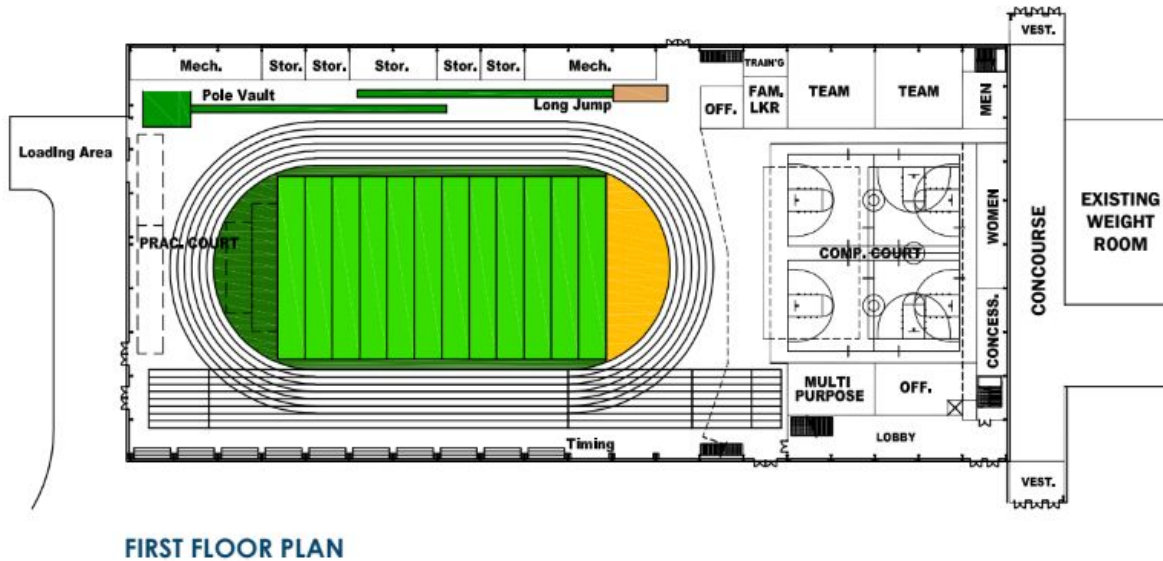 VEST.
Mech.
Stor.
Stor.
Stor.
Stor.
Stor.
Mech.
TRAIN'G
Pole Vault
Long Jump
OFF.
FAM.
LKR
TEAM
TEAM
MEN
Loading Area
PRAC. COURT
COMP. COURT
WOMEN
CONCOURSE
EXISTING
WEIGHT
ROOM
CONCESS.
MULTI
PURPOSE
OFF.
Timing
LOBBY
VEST.
FIRST FLOOR PLAN